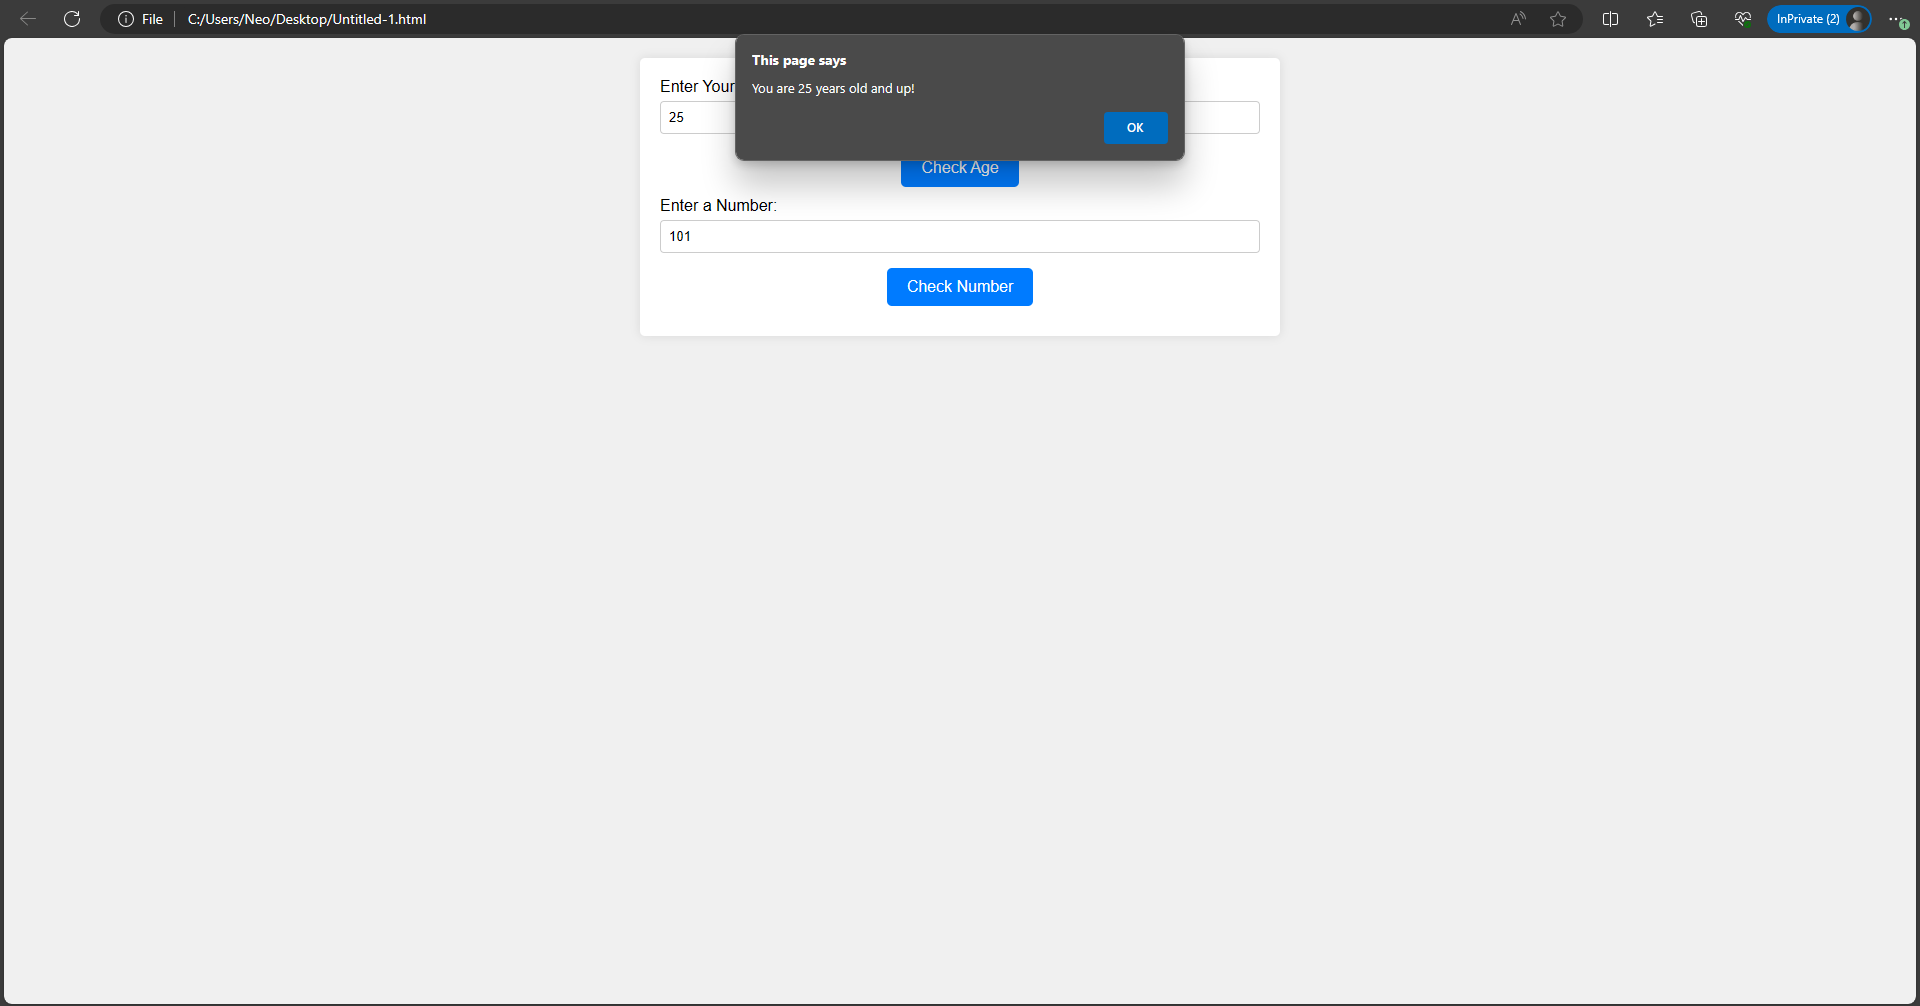 File C:/Users/Neo/Desktop/Untitled-1.html InPrivate (2)
This page says
You are 25 years old and up!
OK
Enter Your
25
Check Age
Enter a Number:
101
Check Number